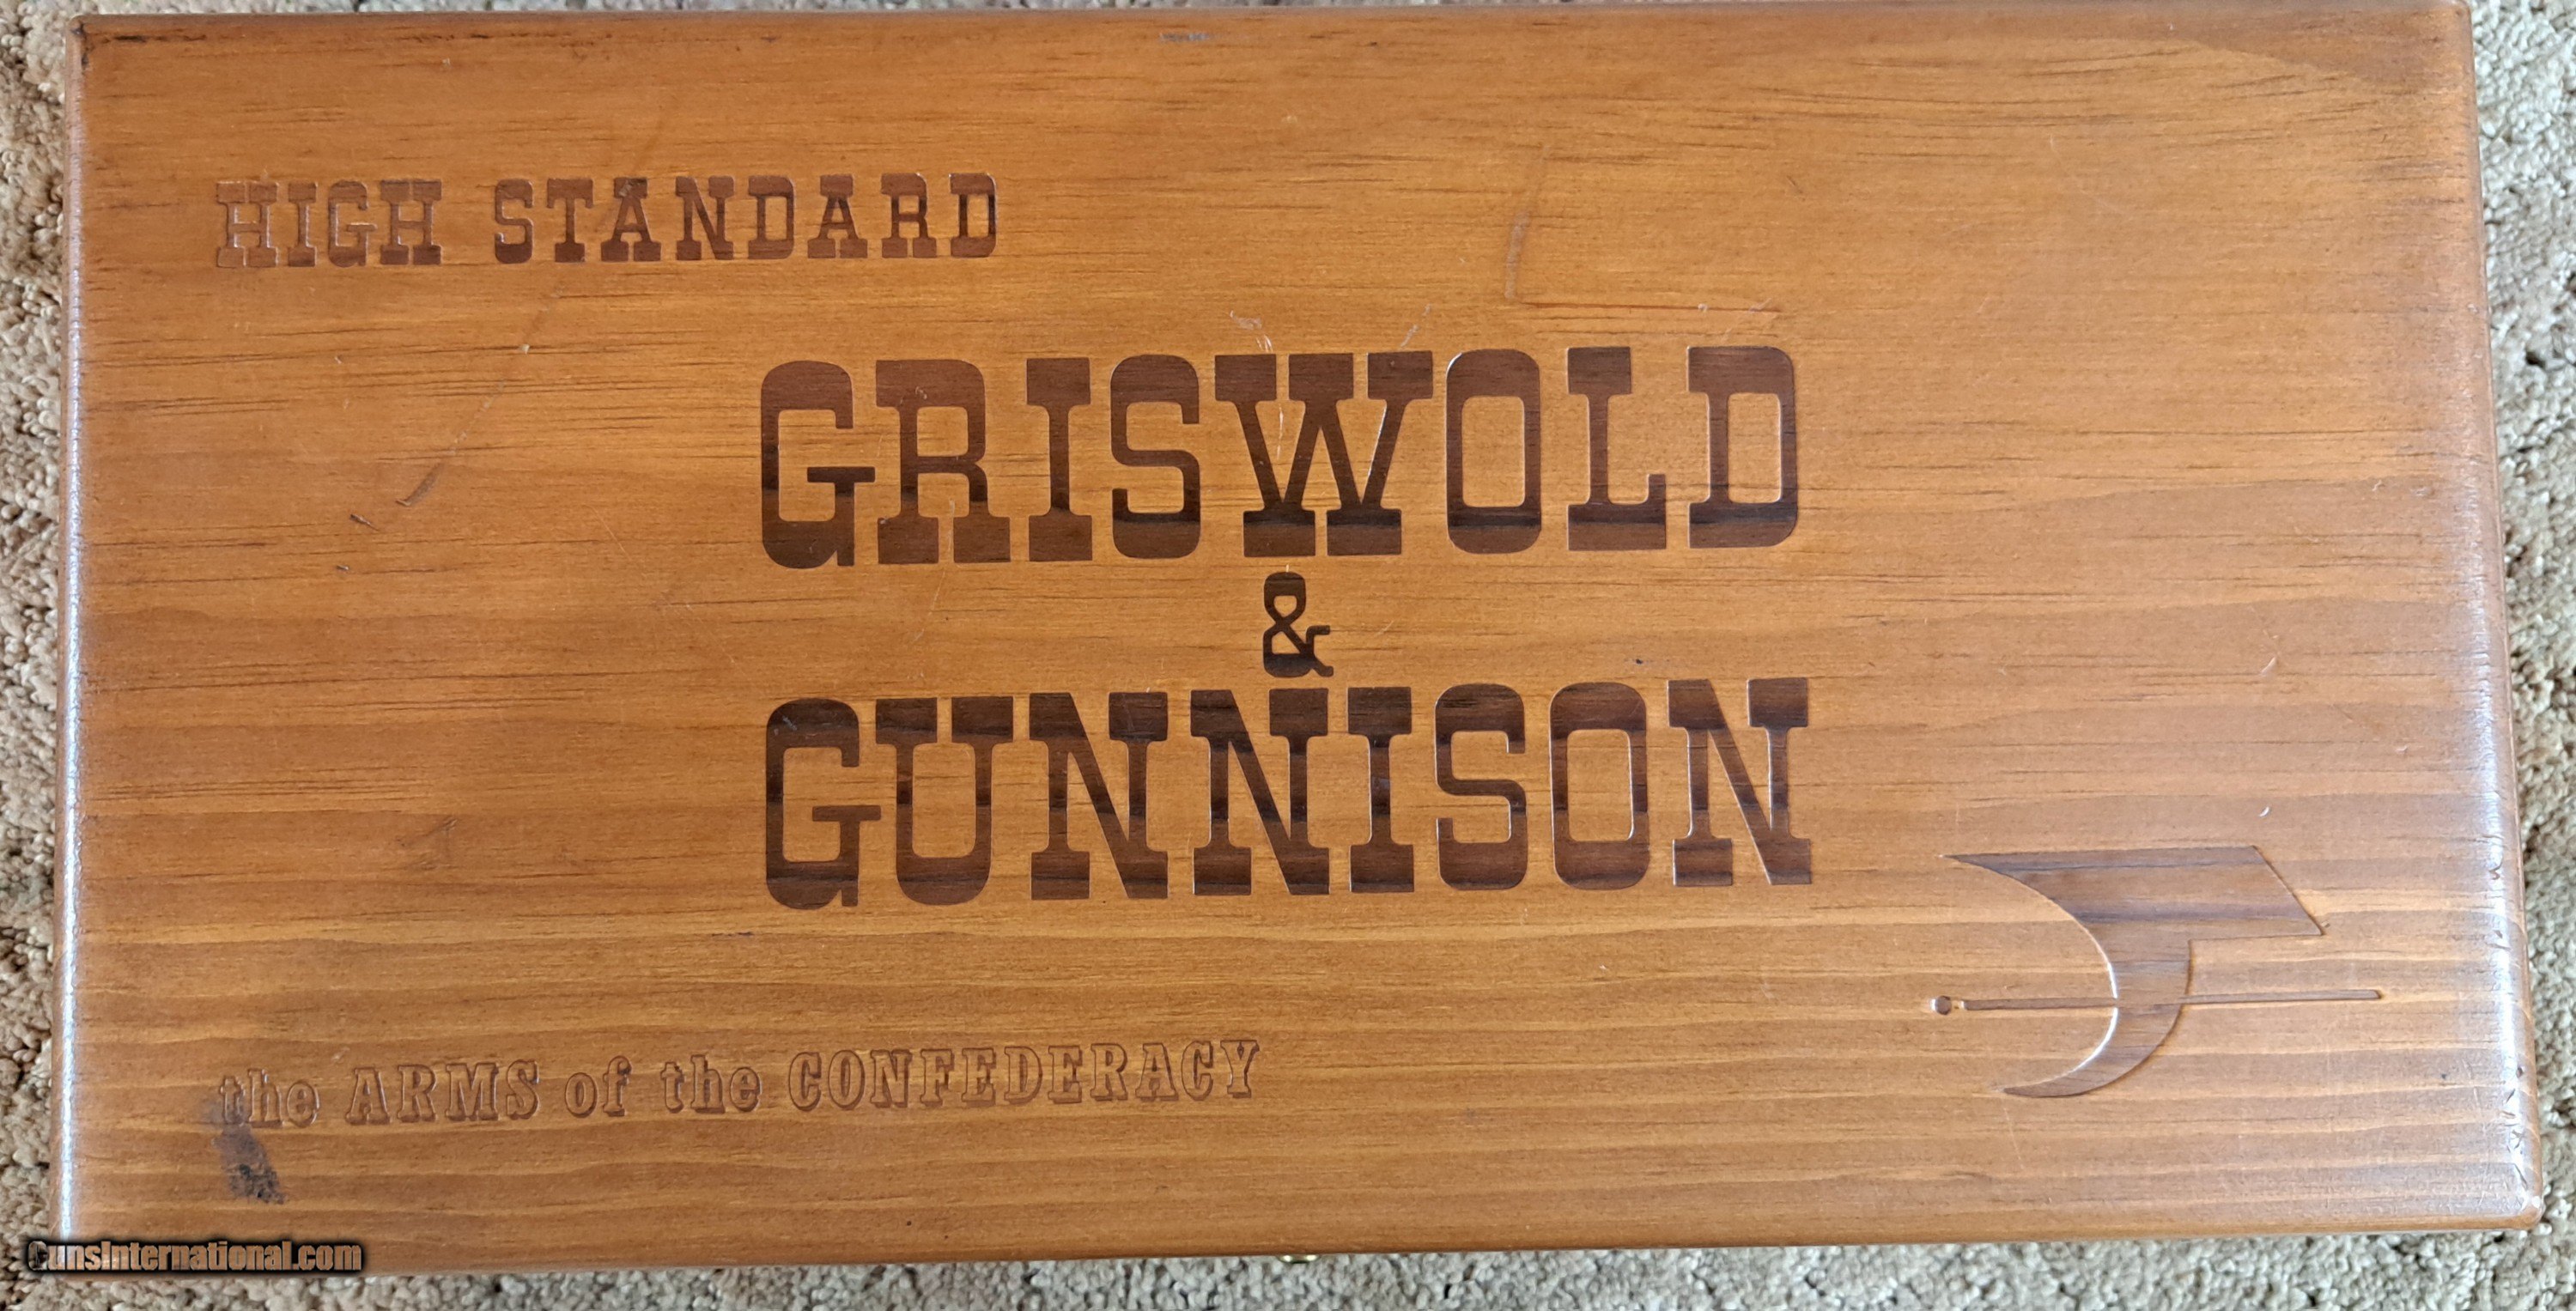 HIGH STANDARD
GRISWOLD
&
GUNNISON
the ARMS of the CONFEDERACY
GunsInternational.com